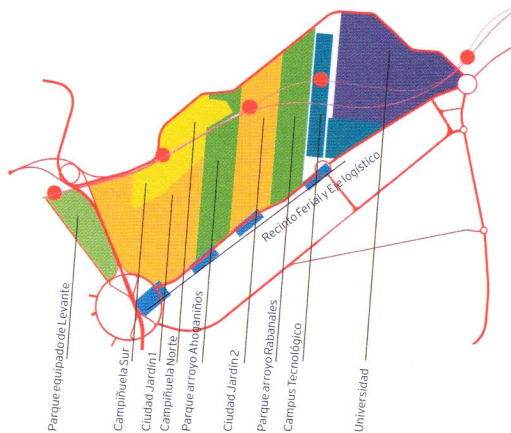 Recinto Ferial y Eje logístico
Parque equipado de Levante
Campiñuela Sur
Ciudad Jardín 1
Campiñuela Norte
Parque arroyo Ahoganiños
Ciudad Jardín 2
Parque arroyo Rabanales
Campus Tecnológico
Universidad